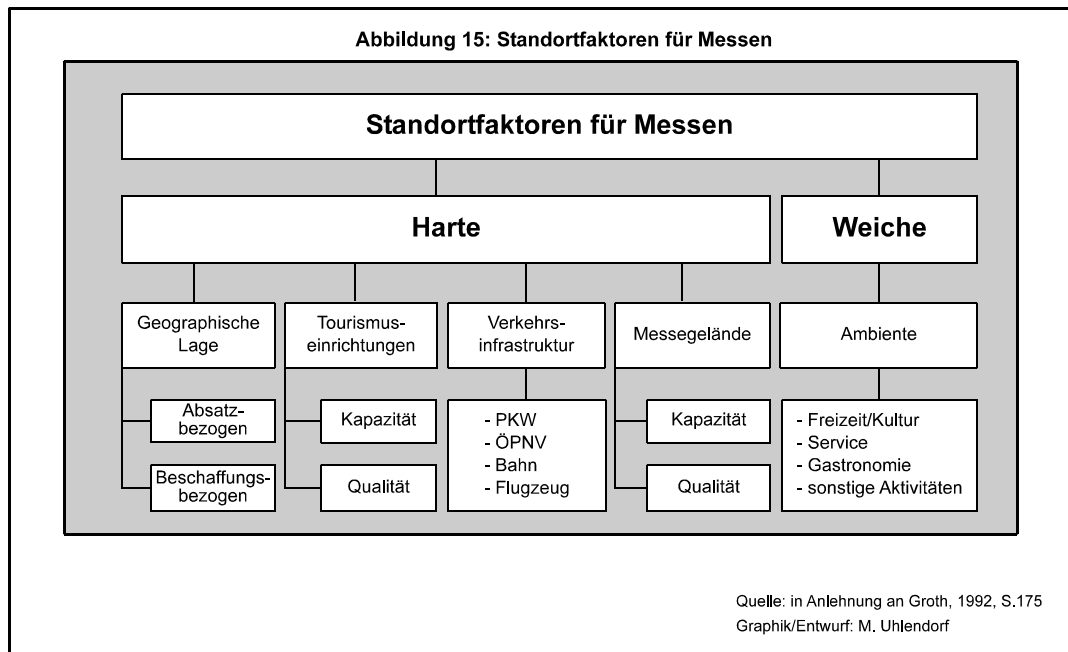 Abbildung 15: Standortfaktoren für Messen
Standortfaktoren für Messen
Harte
Weiche
Geographische
Lage
Tourismus-
einrichtungen
Verkehrs-
infrastruktur
Messegelände
Ambiente
Absatz-
bezogen
Beschaffungs-
bezogen
Kapazität
Qualität
- PKW
- ÖPNV
- Bahn
- Flugzeug
Kapazität
Qualität
- Freizeit/Kultur
- Service
- Gastronomie
- sonstige Aktivitäten
Quelle: in Anlehnung an Groth, 1992, S.175
Graphik/Entwurf: M. Uhlendorf